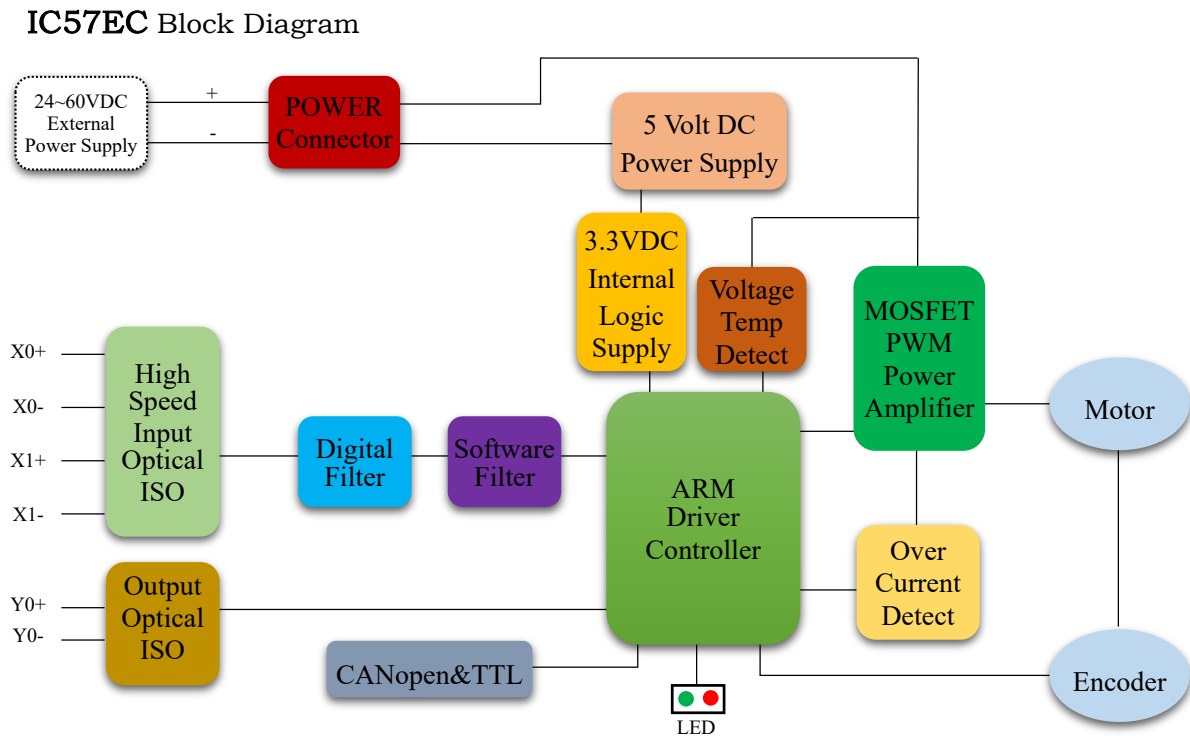 IC57EC Block Diagram
24~60VDC
External
Power Supply
+
-
POWER
Connector
5 Volt DC
Power Supply
3.3VDC
Internal
Logic
Supply
Voltage
Temp
Detect
MOSFET
PWM
Power
Amplifier
Motor
X0+
X0-
X1+
X1-
High
Speed
Input
Optical
ISO
Digital
Filter
Software
Filter
ARM
Driver
Controller
Over
Current
Detect
Y0+
Y0-
Output
Optical
ISO
CANopen&TTL
LED
Encoder